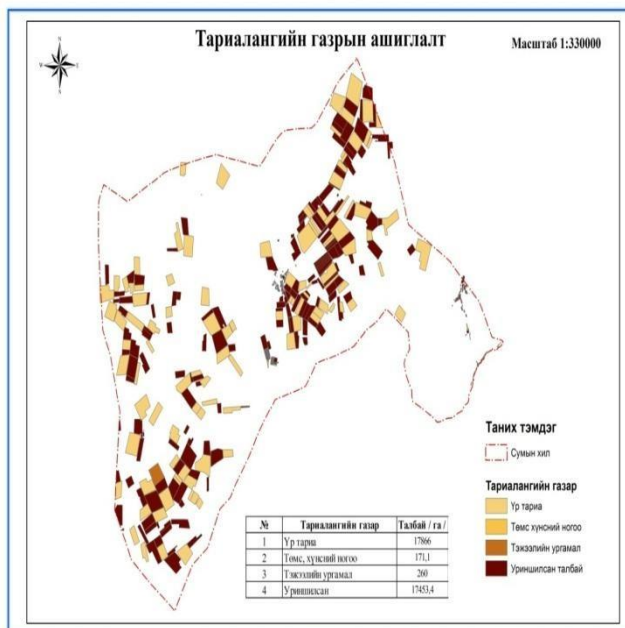 Тариалангийн газрын ашиглалт
Масштаб 1:330000
N
W
E
S
Таних тэмдэг
Сумын хил
Тариалангийн газар
Үр тариа
Төмс хүнсний ногоо
Тэжээлийн ургамал
Уриншилсан талбай
№ Тариалангийн газар Талбай / га /
1 Үр тариа 17866
2 Төмс, хүнсний ногоо 171,1
3 Тэжээлийн ургамал 260
4 Уриншилсан 17453,4